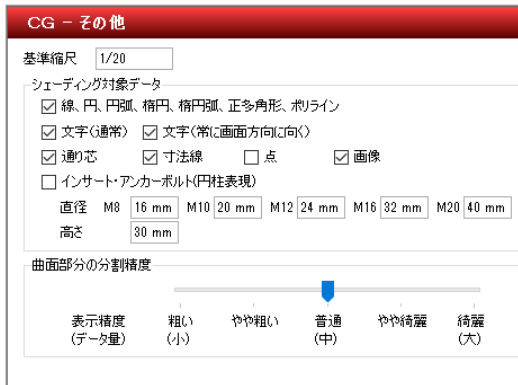 CG - その他
基準縮尺 1/20
シェーディング対象データ
線、円、円弧、楕円、楕円弧、正多角形、ポリライン
文字(通常) 文字(常に画面方向に向く)
通り芯 寸法線 点 画像
インサート・アンカーボルト(円柱表現)
直径 M8 16 mm M10 20 mm M12 24 mm M16 32 mm M20 40 mm
高さ 30 mm
曲面部分の分割精度
表示精度 粗い やや粗い 普通 やや綺麗 綺麗
(データ量) (小) (中) (大)